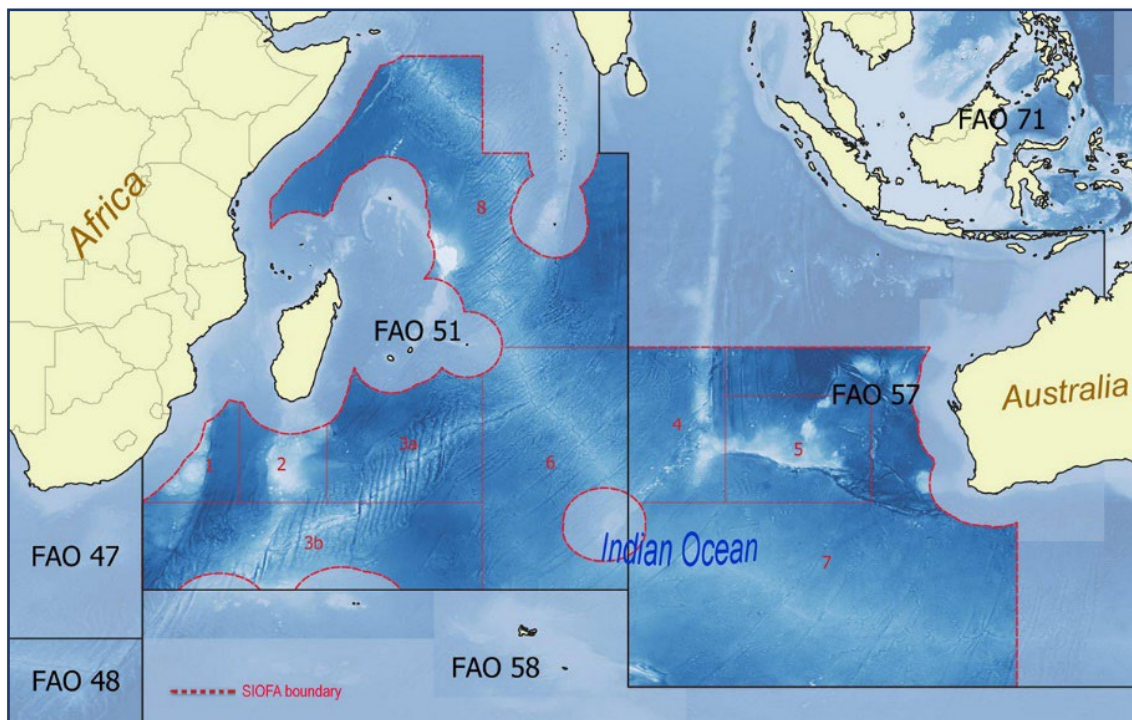 FAO 71
Africa
8
FAO 51
Australia
FAO 57
4
3a
5
1
2
6
3b
FAO 47
Indian Ocean
7
FAO 58
FAO 48
SIOFA boundary